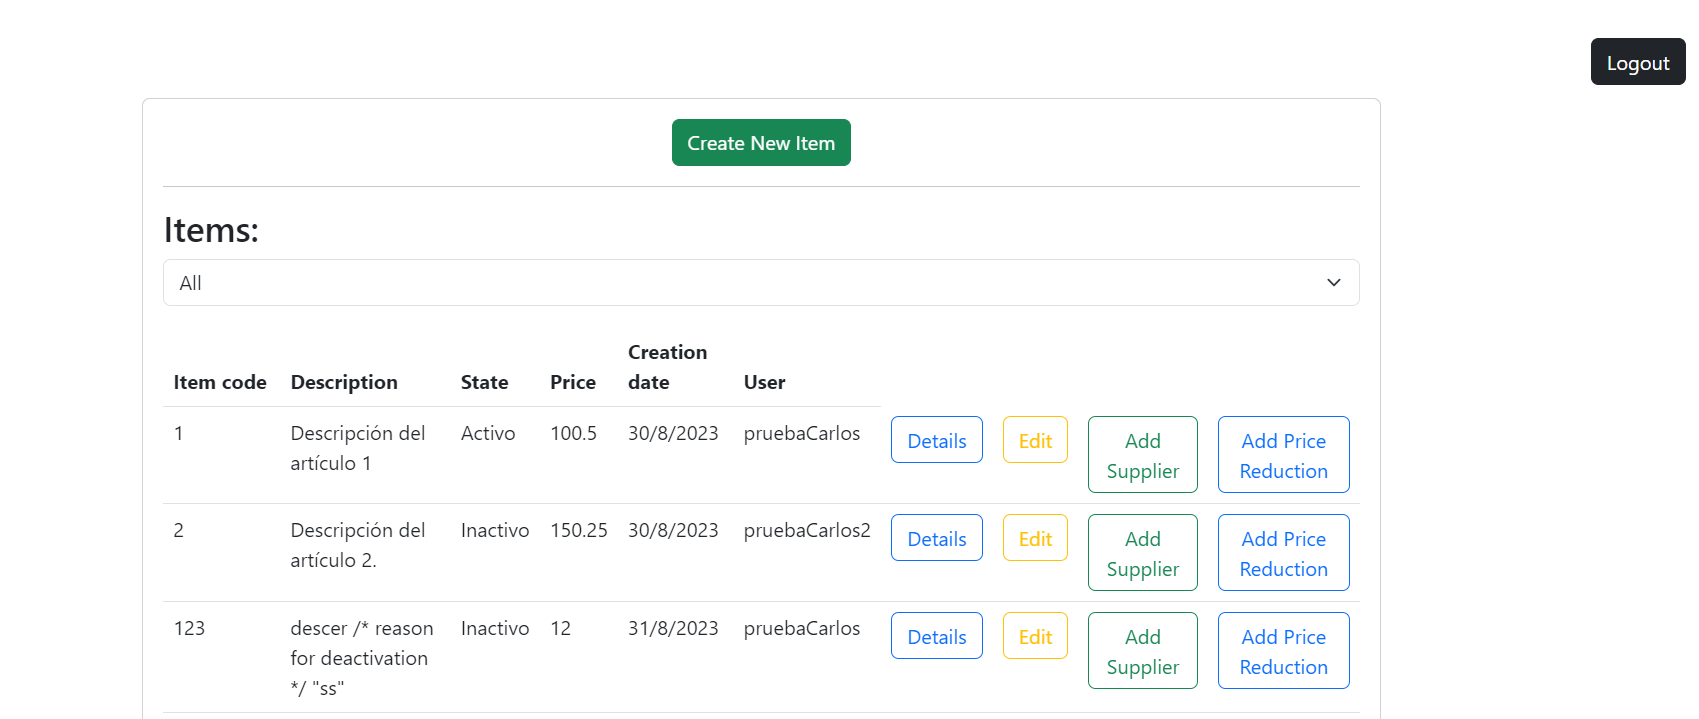 Logout
Create New Item
Items:
All
Item code Description State Price Creation date User
1 Descripción del artículo 1 Activo 100.5 30/8/2023 pruebaCarlos Details Edit Add Supplier Add Price Reduction
2 Descripción del artículo 2. Inactivo 150.25 30/8/2023 pruebaCarlos2 Details Edit Add Supplier Add Price Reduction
123 descer /* reason for deactivation */ "ss" Inactivo 12 31/8/2023 pruebaCarlos Details Edit Add Supplier Add Price Reduction